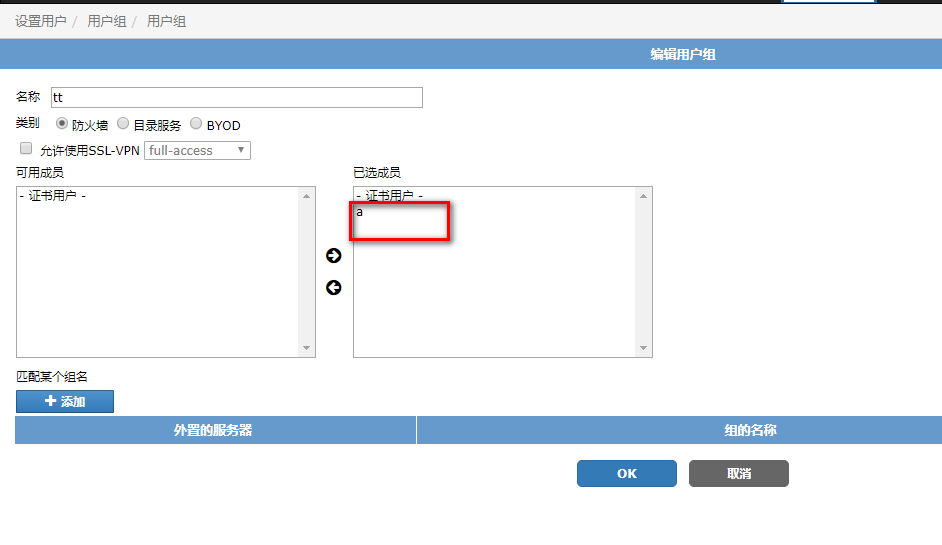 设置用户 / 用户组 / 用户组
编辑用户组
名称 tt
类别 防火墙 目录服务 BYOD
允许使用SSL-VPN full-access
可用成员 已选成员
- 证书用户 - - 证书用户 -
a
匹配某个组名
添加
外置的服务器 组的名称
OK 取消